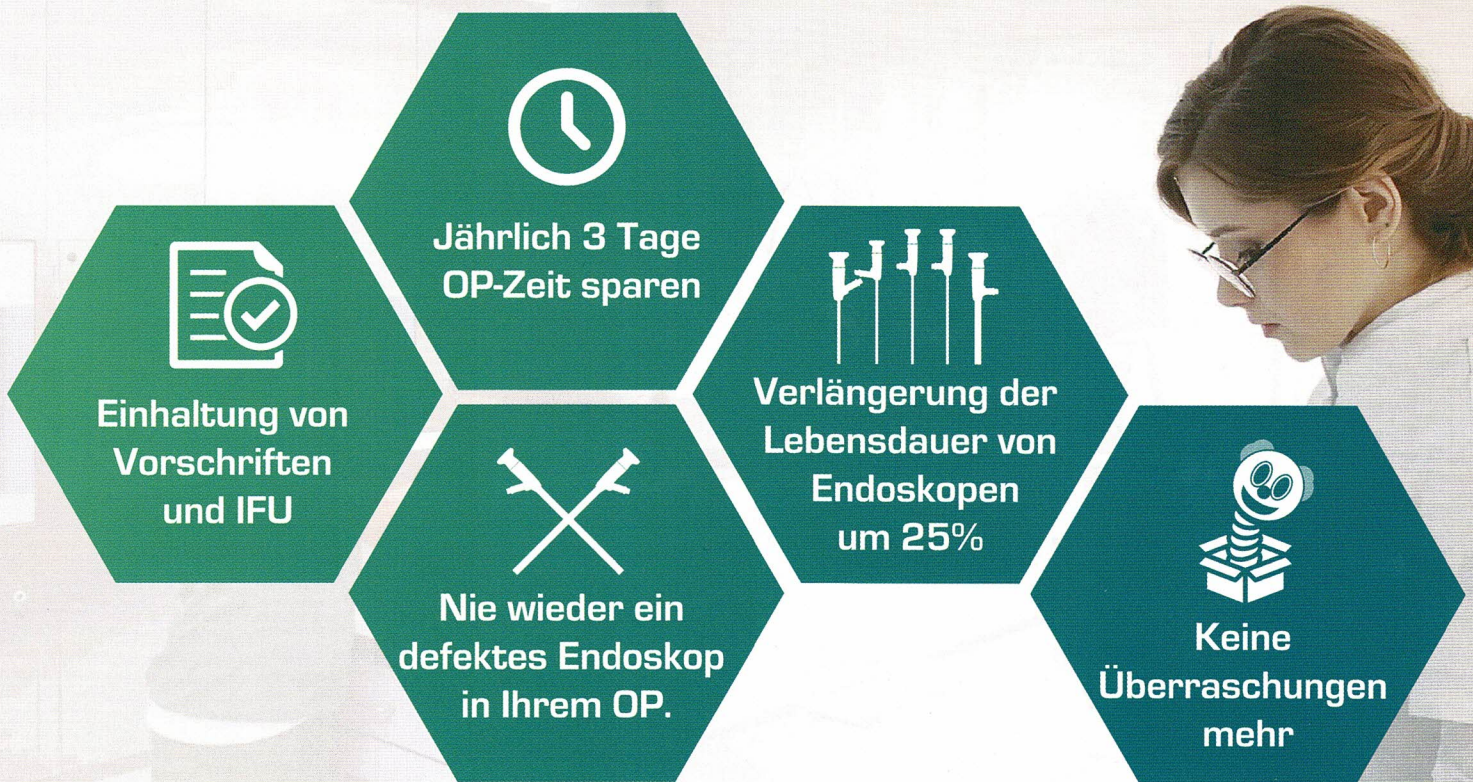 Jährlich 3 Tage
OP-Zeit sparen
Einhaltung von
Vorschriften
und IFU
Verlängerung der
Lebensdauer von
Endoskopen
um 25%
Nie wieder ein
defektes Endoskop
in Ihrem OP.
Keine
Überraschungen
mehr